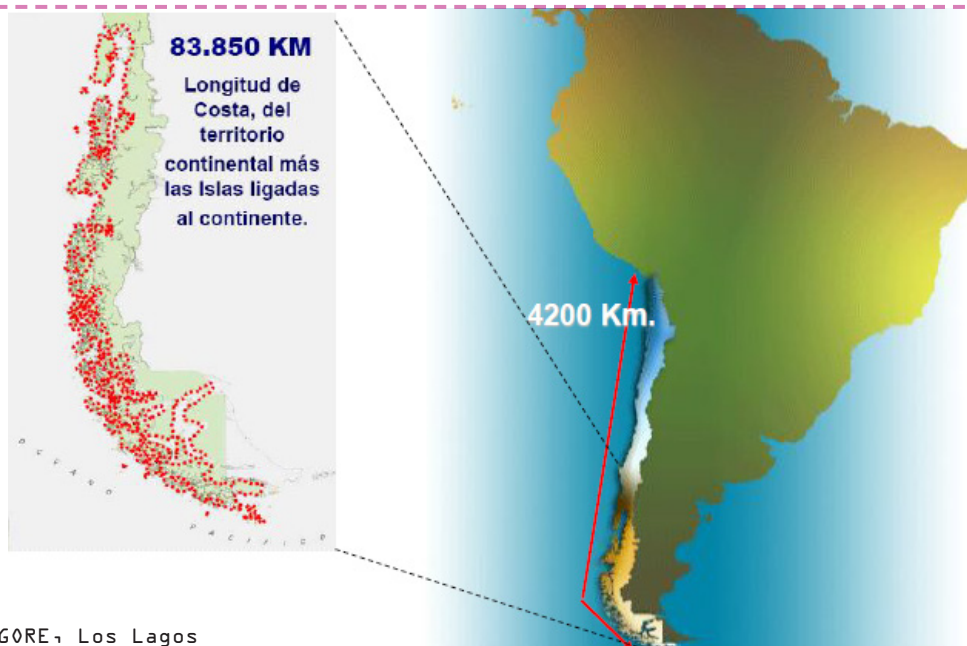 83.850 KM
Longitud de
Costa, del
territorio
continental más
las Islas ligadas
al continente.
4200 Km.
PACIFICO
GORE, Los Lagos